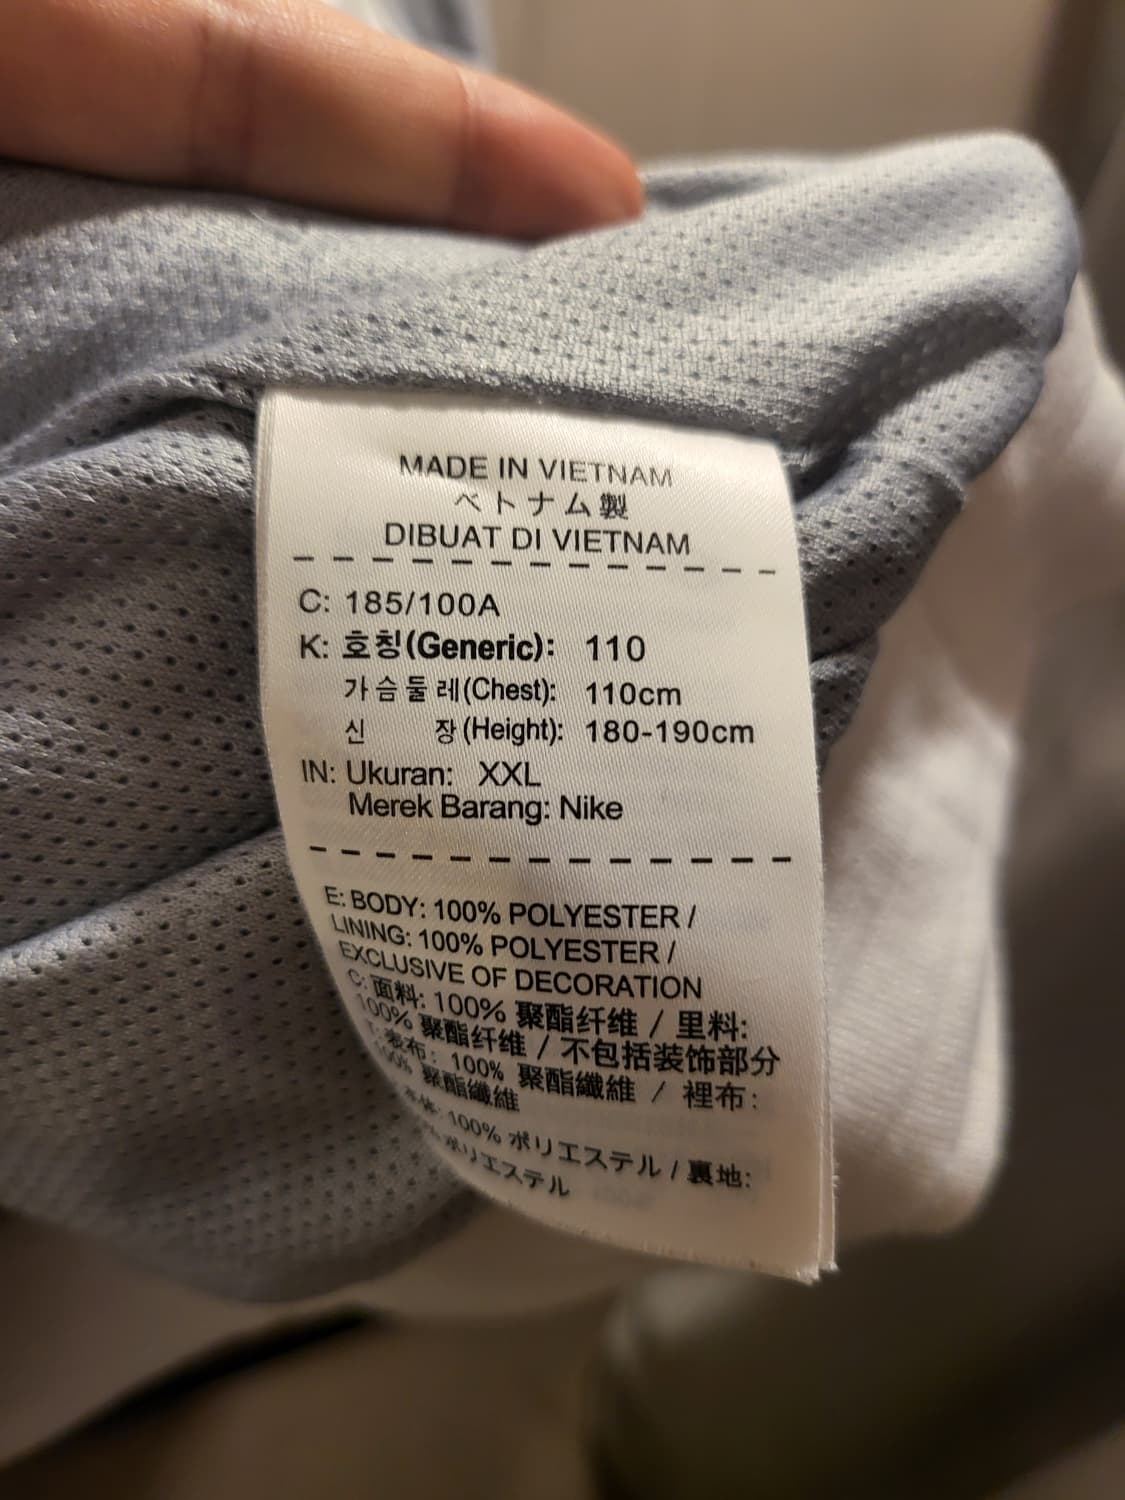 MADE IN VIETNAM
ベトナム製
DIBUAT DI VIETNAM
C: 185/100A
K: 호칭(Generic): 110
가슴둘레(Chest): 110cm
신 장(Height): 180-190cm
IN: Ukuran: XXL
Merek Barang: Nike
E: BODY: 100% POLYESTER /
LINING: 100% POLYESTER /
EXCLUSIVE OF DECORATION
C: 面料: 100% 聚酯纤维 / 里料:
100% 聚酯纤维 / 不包括装饰部分
T: 表布: 100% 聚酯纖維 / 裡布:
100% 聚酯纖維
本体: 100% ポリエステル / 裏地:
ポリエステル